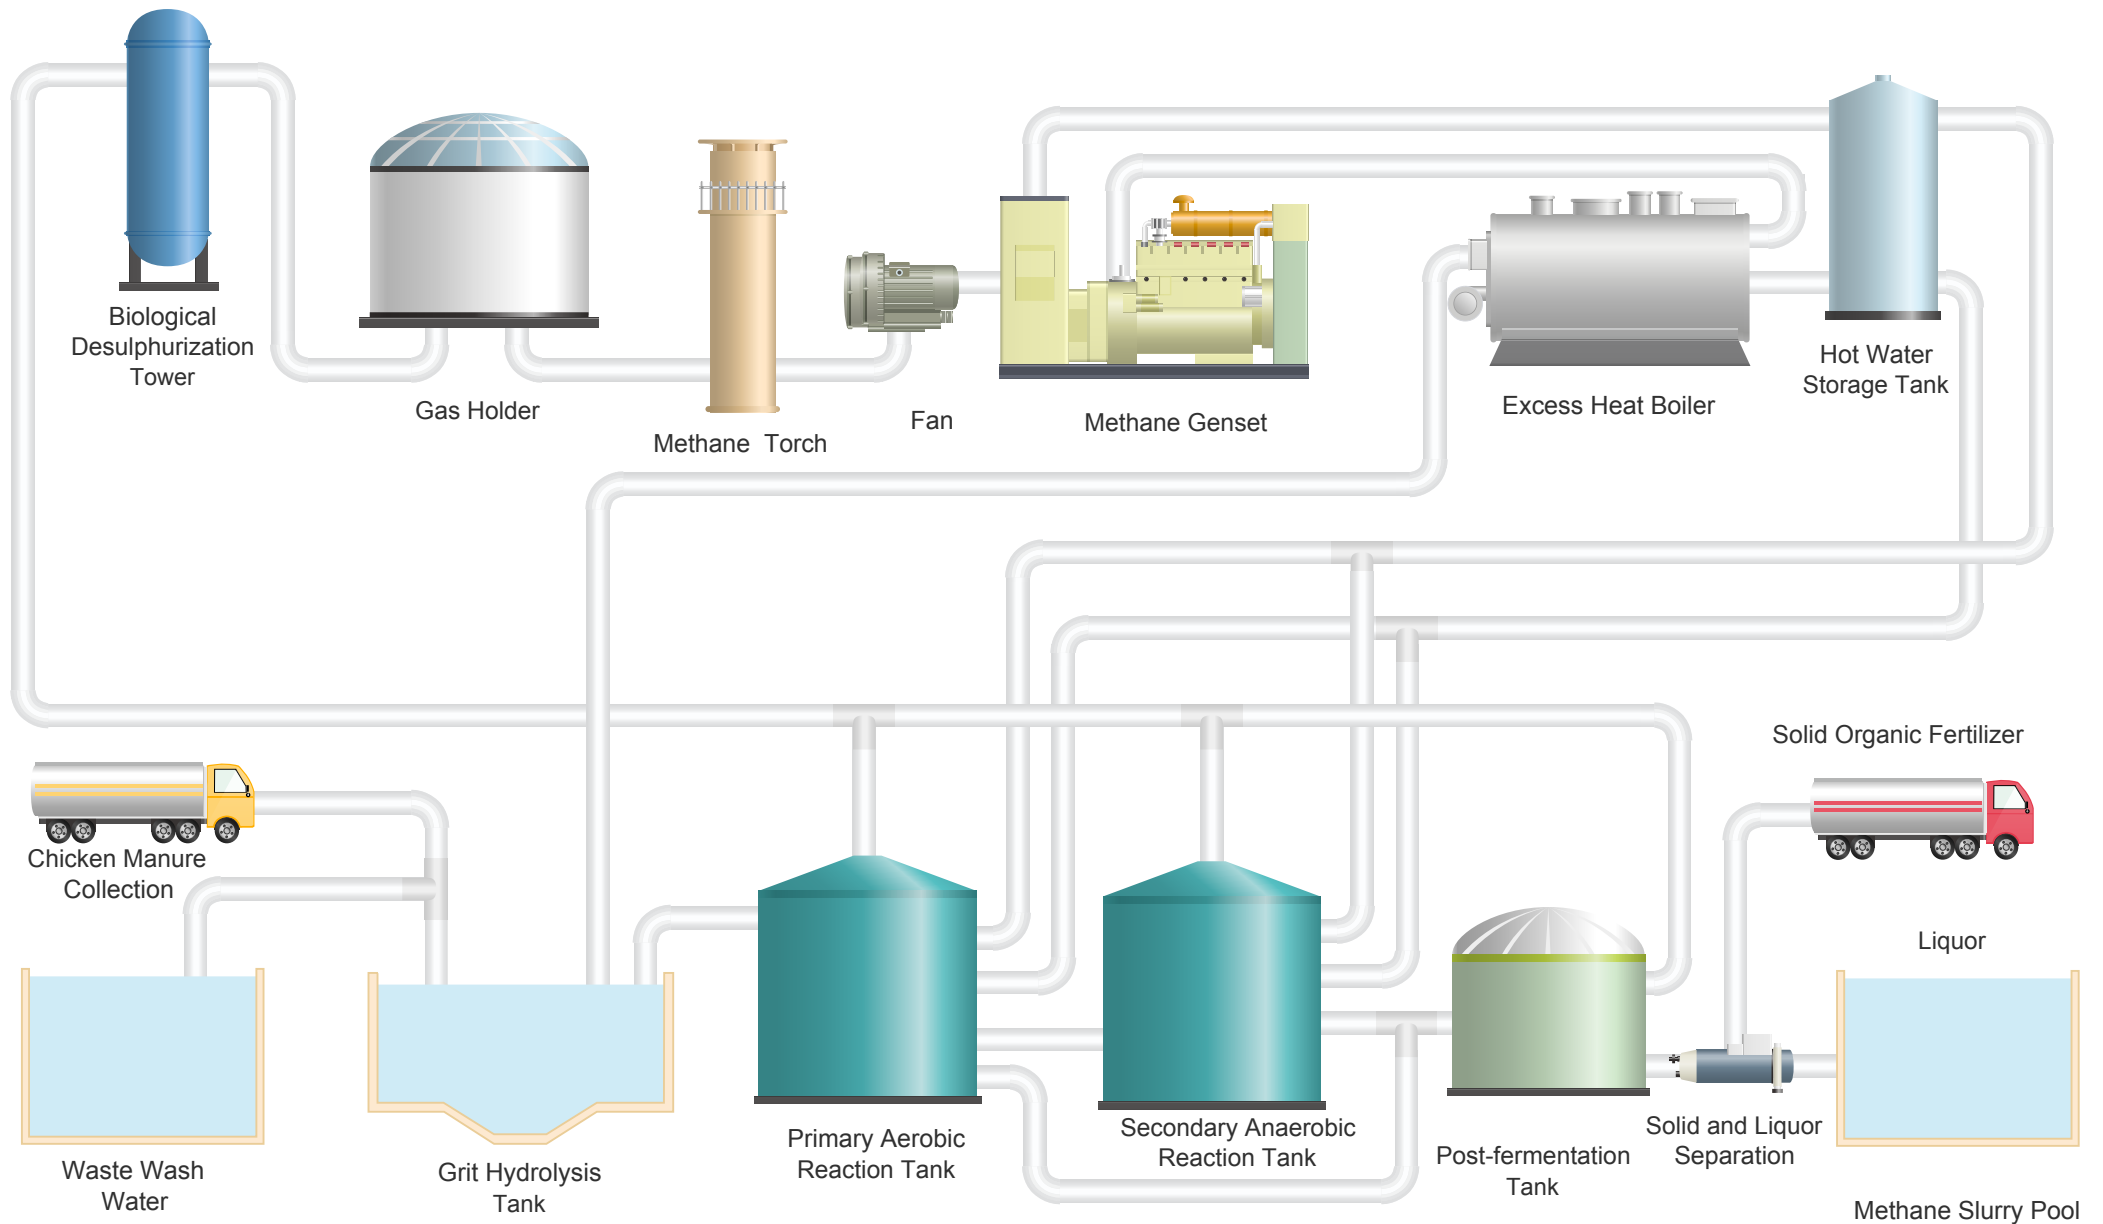 Biological
Desulphurization
Tower
Gas Holder
Methane  Torch
Fan
Methane Genset
Excess Heat Boiler
Hot Water
Storage Tank
Chicken Manure
Collection
Solid Organic Fertilizer
Liquor
Waste Wash
Water
Grit Hydrolysis
Tank
Primary Aerobic
Reaction Tank
Secondary Anaerobic
Reaction Tank
Post-fermentation
Tank
Solid and Liquor
Separation
Methane Slurry Pool